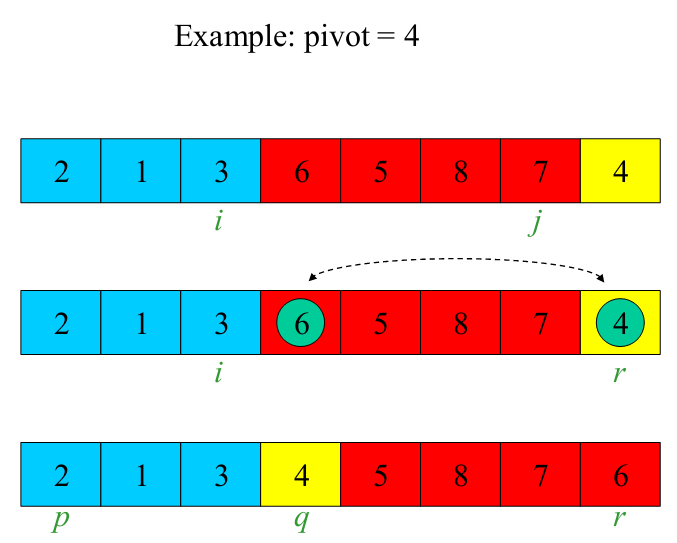 Example: pivot = 4
2 1 3 6 5 8 7 4
i j
2 1 3 6 5 8 7 4
i r
2 1 3 4 5 8 7 6
p q r